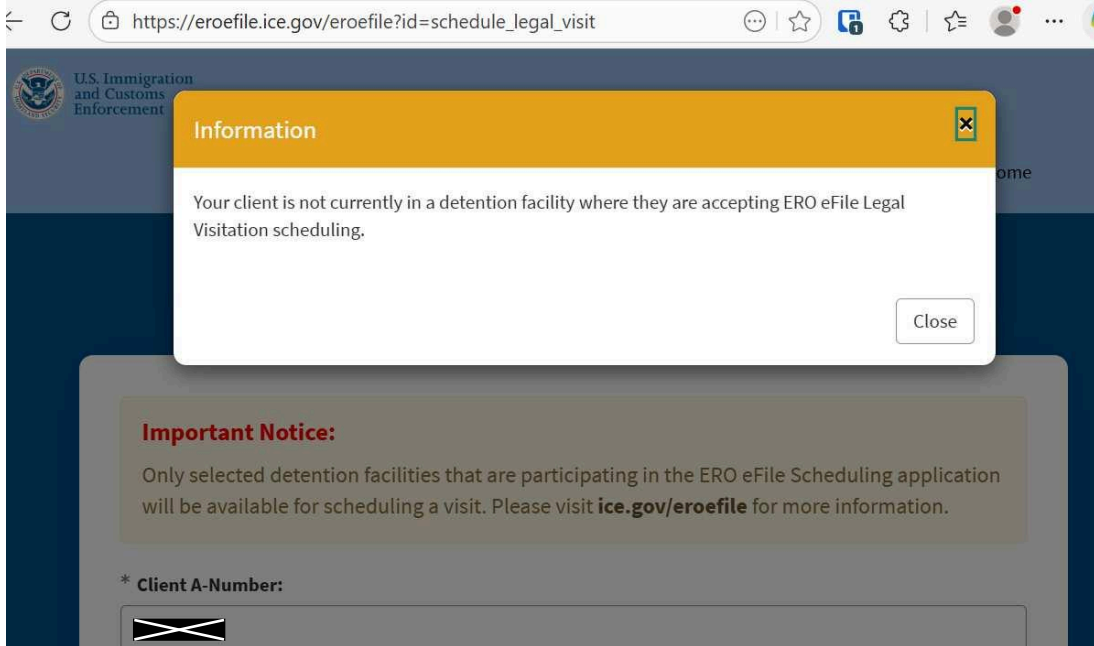 https://eroefile.ice.gov/eroefile?id=schedule_legal_visit
1
U.S. Immigration
and Customs
Enforcement
Information
ome
Your client is not currently in a detention facility where they are accepting ERO eFile Legal
Visitation scheduling.
Close
Important Notice:
Only selected detention facilities that are participating in the ERO eFile Scheduling application
will be available for scheduling a visit. Please visit ice.gov/eroefile for more information.
* Client A-Number: